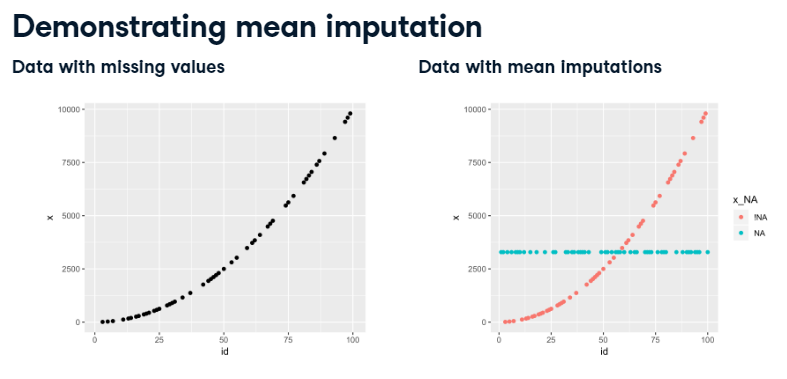 Demonstrating mean imputation
Data with missing values
Data with mean imputations
10000
7500
5000
2500
0
x
0 25 50 75 100
id
10000
7500
5000
2500
0
x
0 25 50 75 100
id
x_NA
!NA
NA